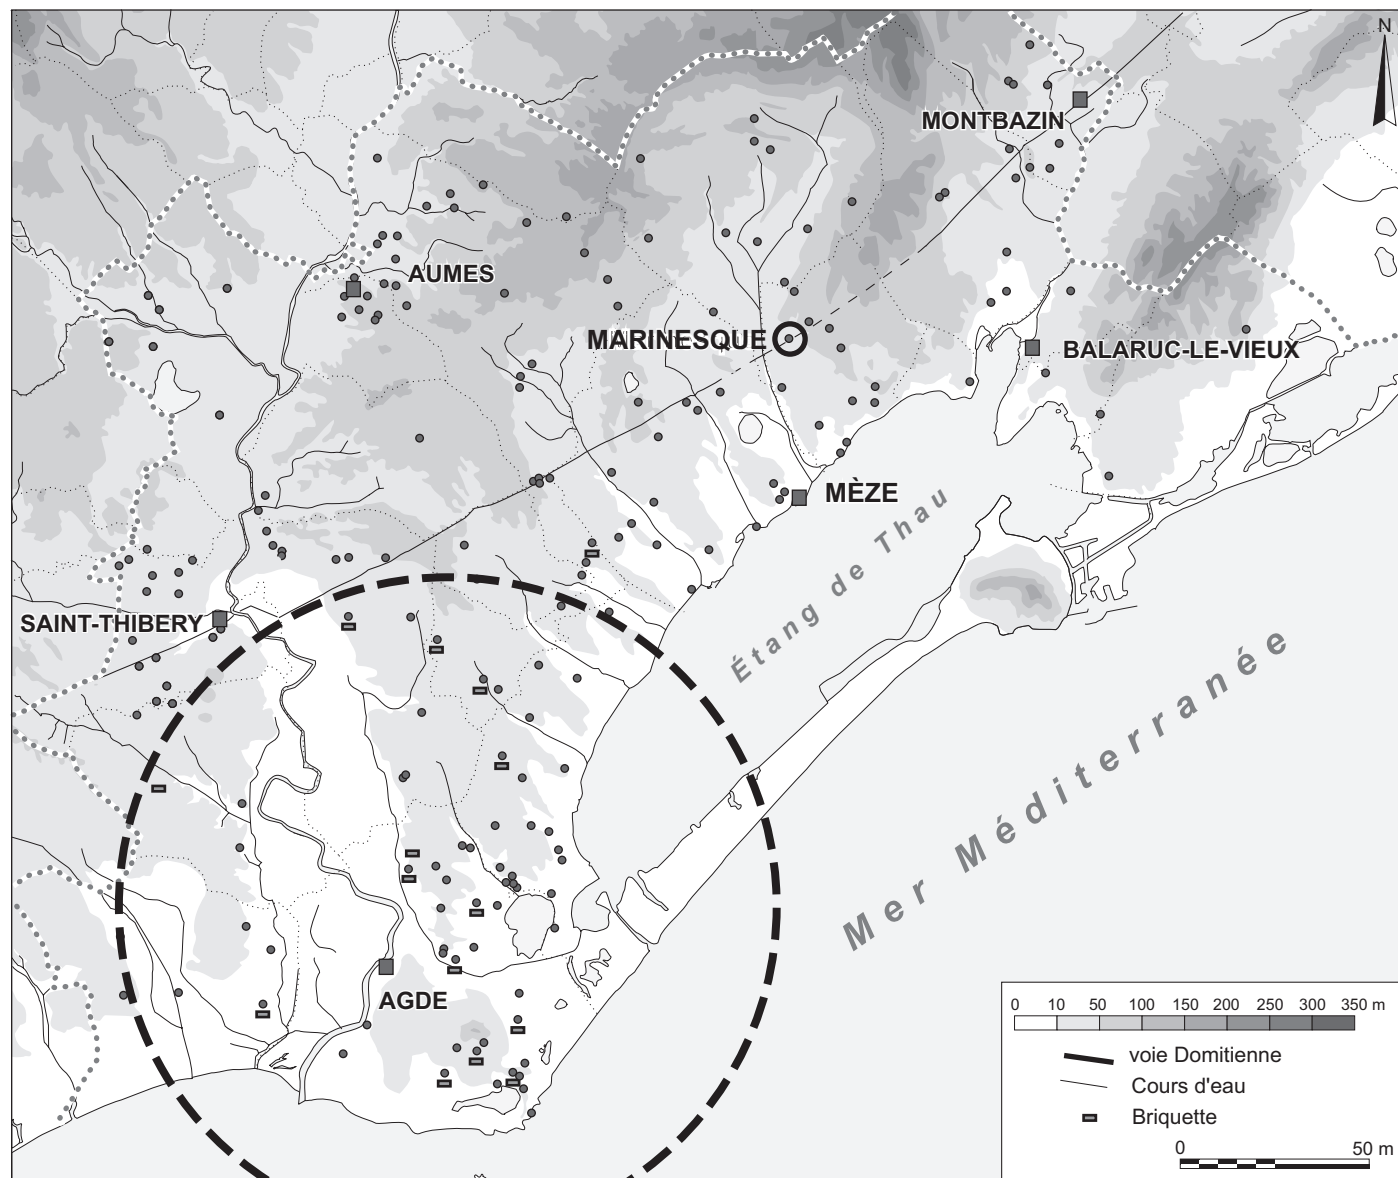 N
MONTBAZIN
AUMES
MARINESQUE
BALARUC-LE-VIEUX
MÈZE
Étang de Thau
SAINT-THIBERY
Mer Méditerranée
AGDE
0 10 50 100 150 200 250 300 350 m
voie Domitienne
Cours d'eau
Briquette
0 50 m